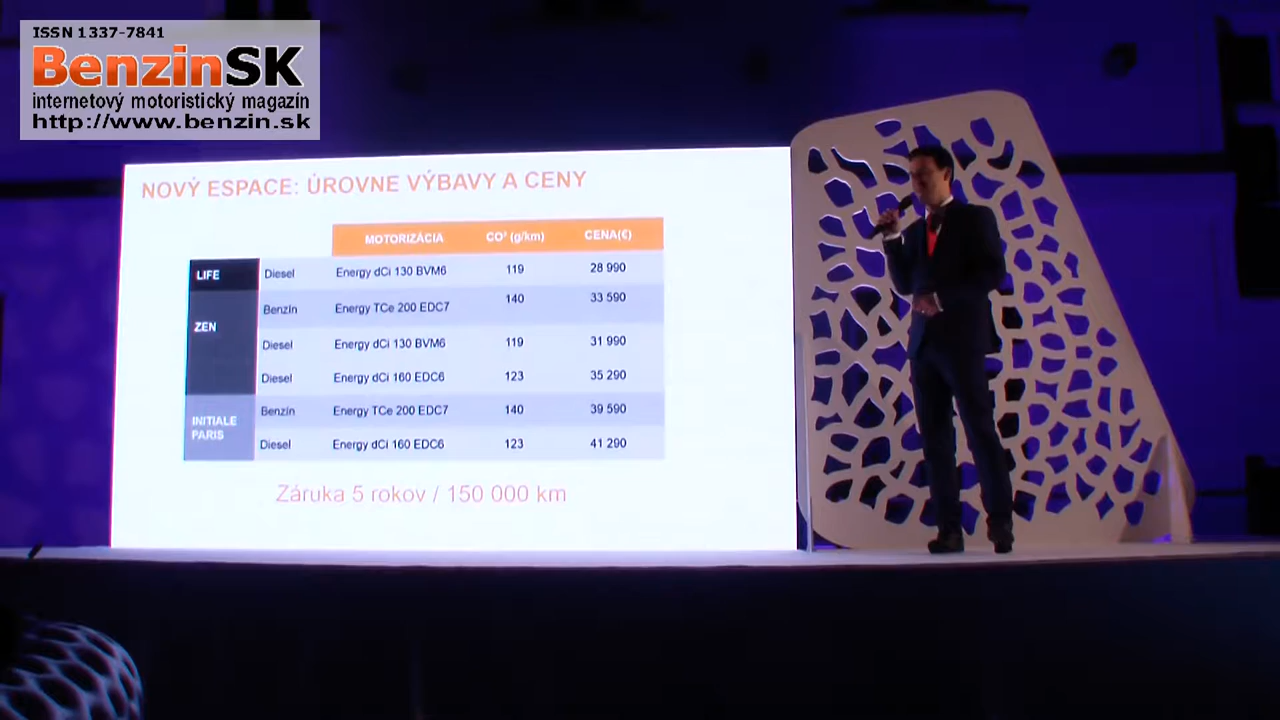 ISSN 1337-7841
BenzinSK
internetový motoristický magazín
http://www.benzin.sk
NOVÝ ESPACE: ÚROVNE VÝBAVY A CENY
MOTORIZÁCIA CO² (g/km) CENA(€)
LIFE Diesel Energy dCi 130 BVM6 119 28 990
ZEN Benzín Energy TCe 200 EDC7 140 33 590
Diesel Energy dCi 130 BVM6 119 31 990
Diesel Energy dCi 160 EDC6 123 35 290
INITIALE PARIS Benzín Energy TCe 200 EDC7 140 39 590
Diesel Energy dCi 160 EDC6 123 41 290
Záruka 5 rokov / 150 000 km